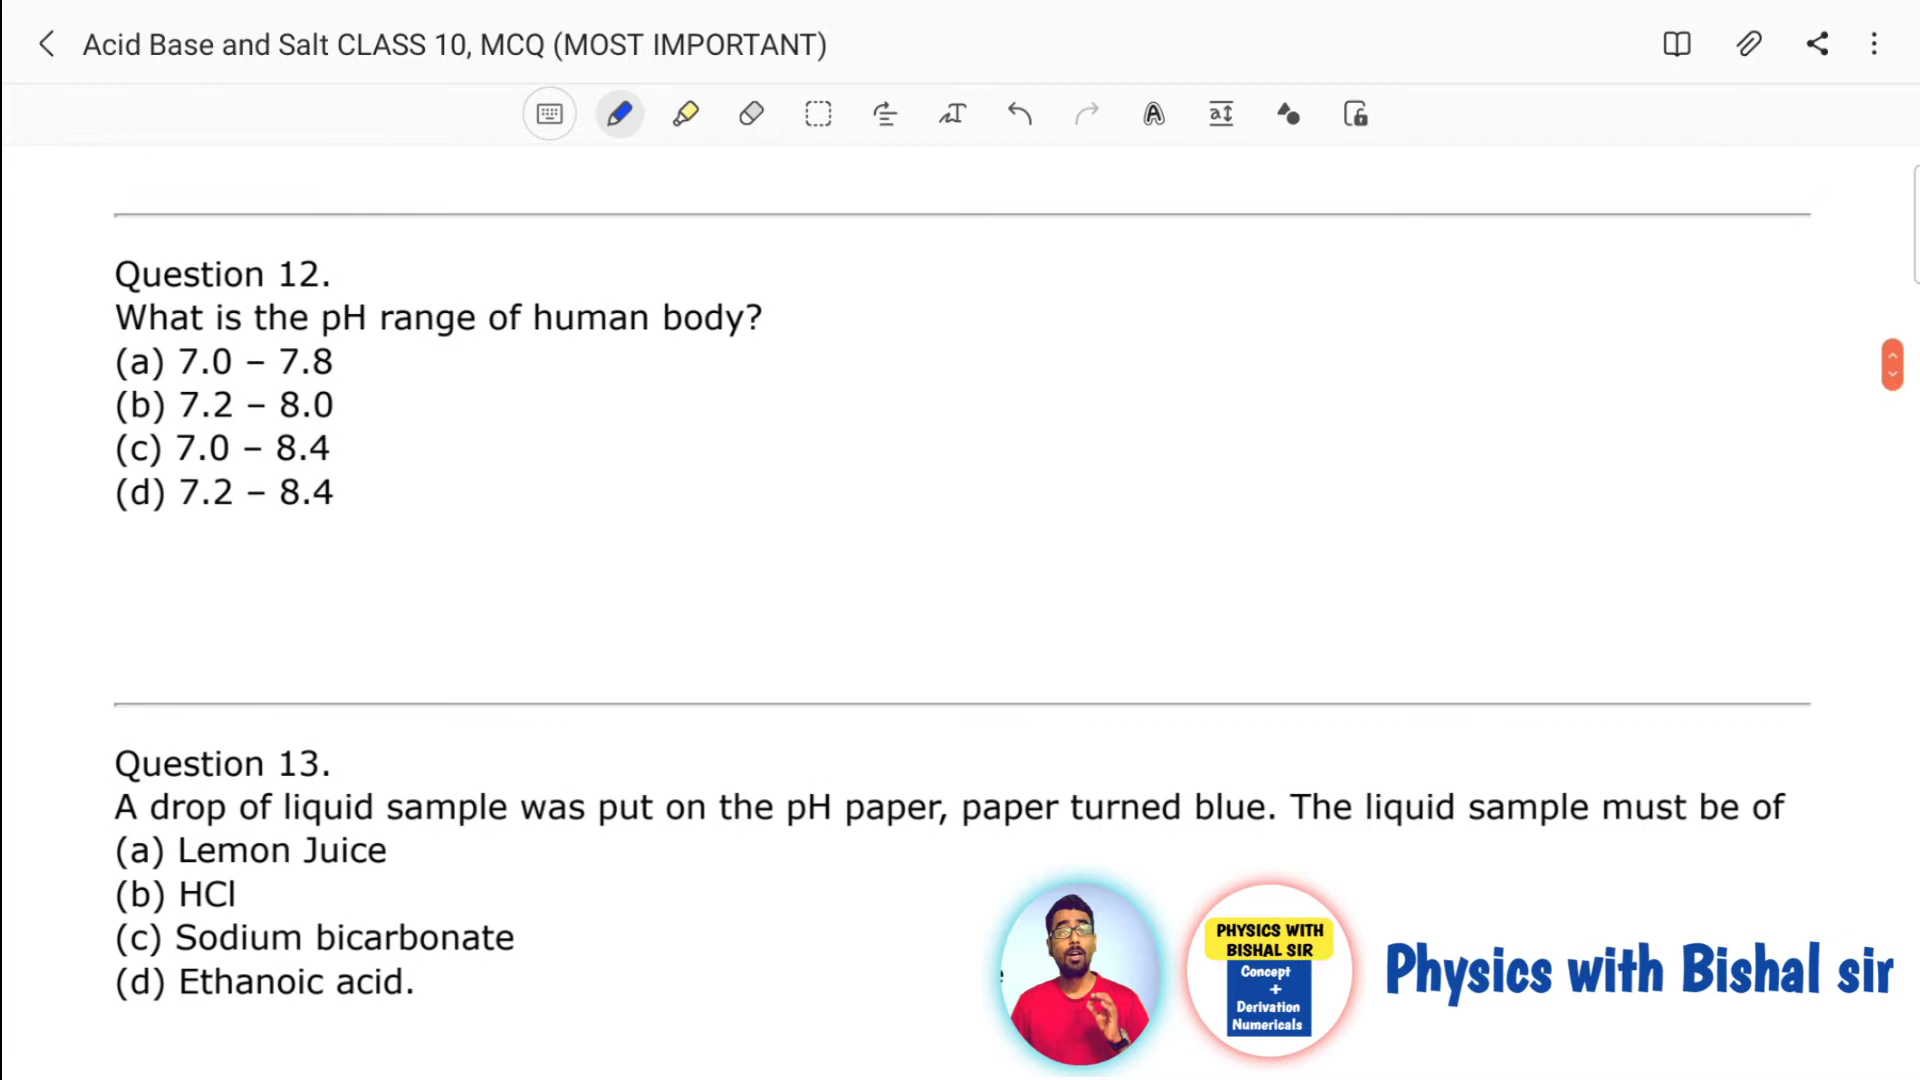 Acid Base and Salt CLASS 10, MCQ (MOST IMPORTANT)
Question 12.
What is the pH range of human body?
(a) 7.0 – 7.8
(b) 7.2 – 8.0
(c) 7.0 – 8.4
(d) 7.2 – 8.4
Question 13.
A drop of liquid sample was put on the pH paper, paper turned blue. The liquid sample must be of
(a) Lemon Juice
(b) HCl
(c) Sodium bicarbonate
(d) Ethanoic acid.
PHYSICS WITH
BISHAL SIR
Concept
+
Derivation
Numericals
Physics with Bishal sir